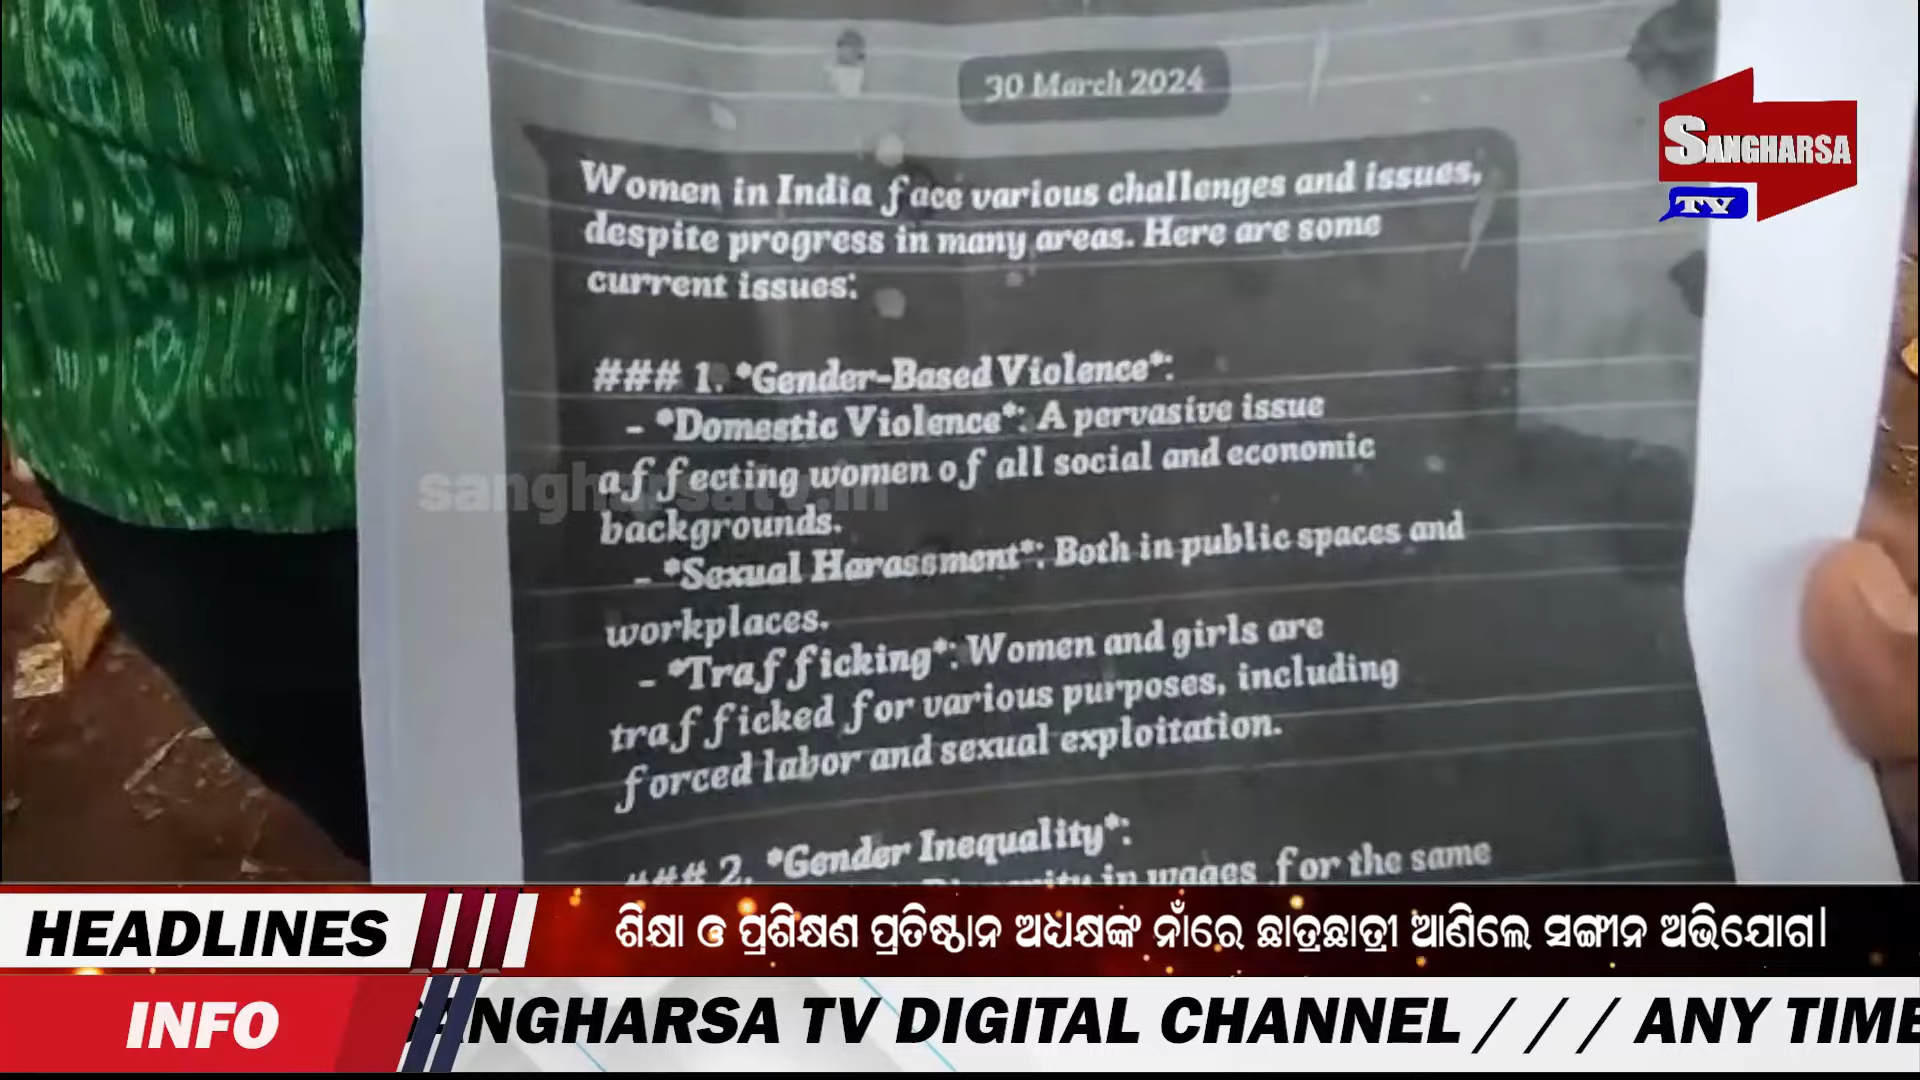 30 March 2024
SANGHARSA
TV
Women in India face various challenges and issues,
despite progress in many areas. Here are some
current issues:
### 1. *Gender-Based Violence*:
- *Domestic Violence*: A pervasive issue
affecting women of all social and economic
backgrounds.
sangharsatv.in
- *Sexual Harassment*: Both in public spaces and
workplaces.
- *Trafficking*: Women and girls are
trafficked for various purposes, including
forced labor and sexual exploitation.
### 2. *Gender Inequality*:
in wages for the same
HEADLINES
ଶିକ୍ଷା ଓ ପ୍ରଶିକ୍ଷଣ ପ୍ରତିଷ୍ଠାନ ଅଧ୍ୟକ୍ଷଙ୍କ ନାଁରେ ଛାତ୍ରଛାତ୍ରୀ ଆଣିଲେ ସଙ୍ଗୀନ ଅଭିଯୋଗ।
INFO
SANGHARSA TV DIGITAL CHANNEL / / / ANY TIME